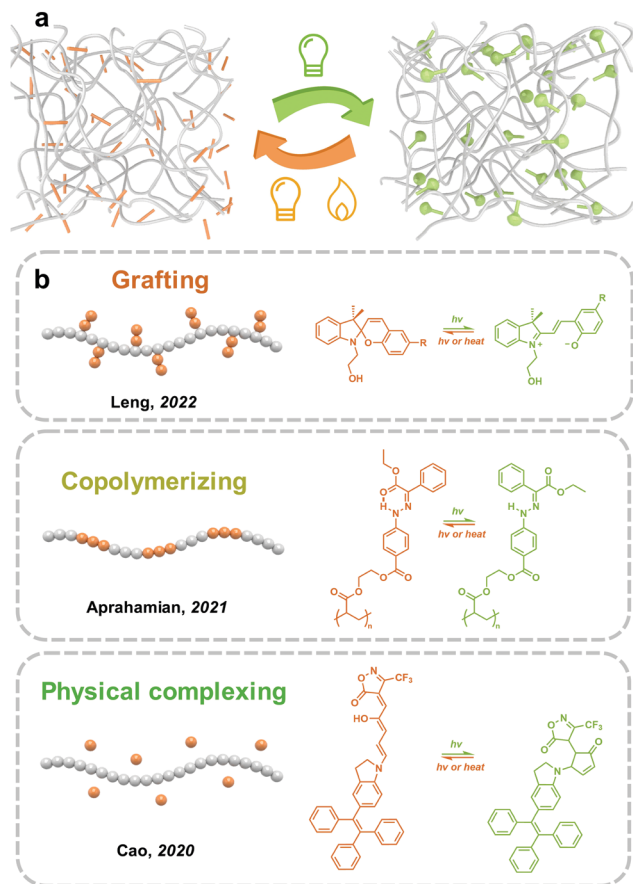 a
b
Grafting
N
O
R
OH
hv
hv or heat
N+
O−
R
OH
Leng, 2022
Copolymerizing
O
O
H
N
N
O
O
O
O
n
hv
hv or heat
O
O
H
N
N
O
O
O
O
n
Aprahamian, 2021
Physical complexing
O
N
O
CF3
HO
N
hv
hv or heat
O
N
O
CF3
O
N
Cao, 2020